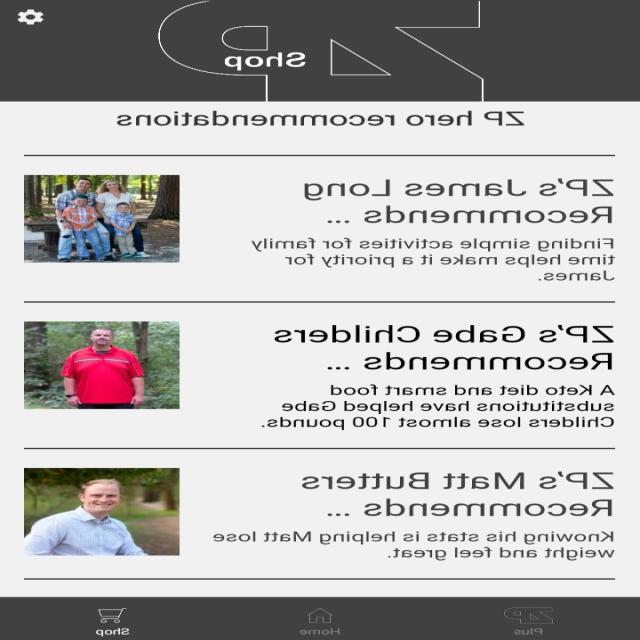 ZP
Shop
ZP hero recommendations
ZP's James Long
Recommends ...
Finding simple activities for family
time helps make it a priority for
James.
ZP's Gabe Childers
Recommends ...
A Keto diet and smart food
substitutions have helped Gabe
Childers lose almost 100 pounds.
ZP's Matt Butters
Recommends ...
Knowing his stats is helping Matt lose
weight and feel great.
ZP
Plus
Home
Shop